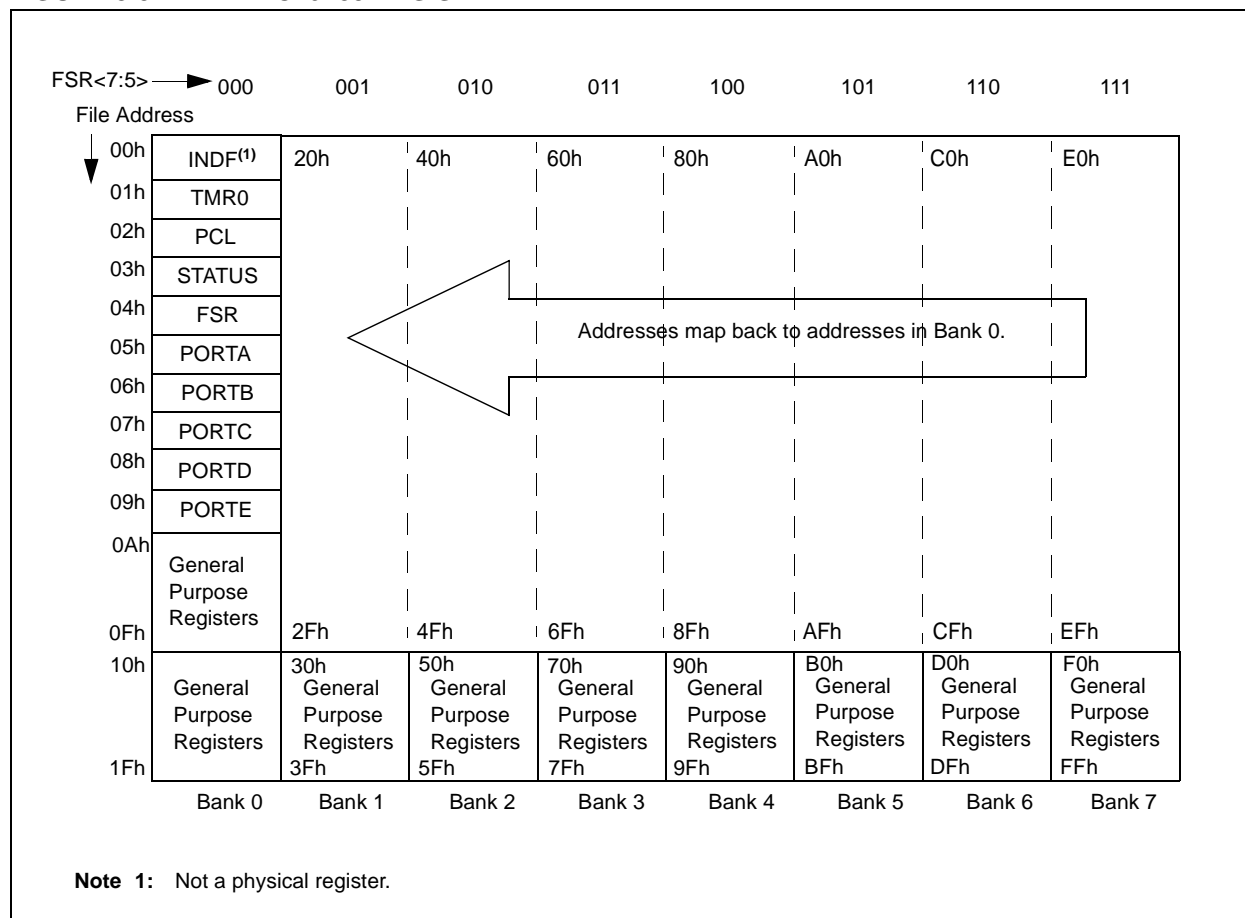 FSR<7:5> 000 001 010 011 100 101 110 111
File Address
00h INDF(1) 20h 40h 60h 80h A0h C0h E0h
01h TMR0
02h PCL
03h STATUS
04h FSR
Addresses map back to addresses in Bank 0.
05h PORTA
06h PORTB
07h PORTC
08h PORTD
09h PORTE
0Ah
General
Purpose
Registers
0Fh 2Fh 4Fh 6Fh 8Fh AFh CFh EFh
10h 30h 50h 70h 90h B0h D0h F0h
General General General General General General General General
Purpose Purpose Purpose Purpose Purpose Purpose Purpose Purpose
Registers Registers Registers Registers Registers Registers Registers Registers
1Fh 3Fh 5Fh 7Fh 9Fh BFh DFh FFh
Bank 0 Bank 1 Bank 2 Bank 3 Bank 4 Bank 5 Bank 6 Bank 7
Note 1: Not a physical register.